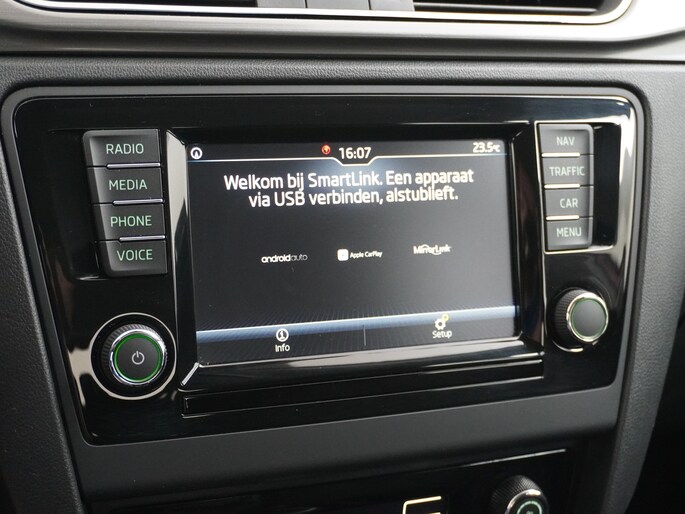 RADIO
MEDIA
PHONE
VOICE
16:07
23.5°C
Welkom bij SmartLink. Een apparaat
via USB verbinden, alstublieft.
androidauto
Apple CarPlay
MirrorLink
Info
Setup
NAV
TRAFFIC
CAR
MENU